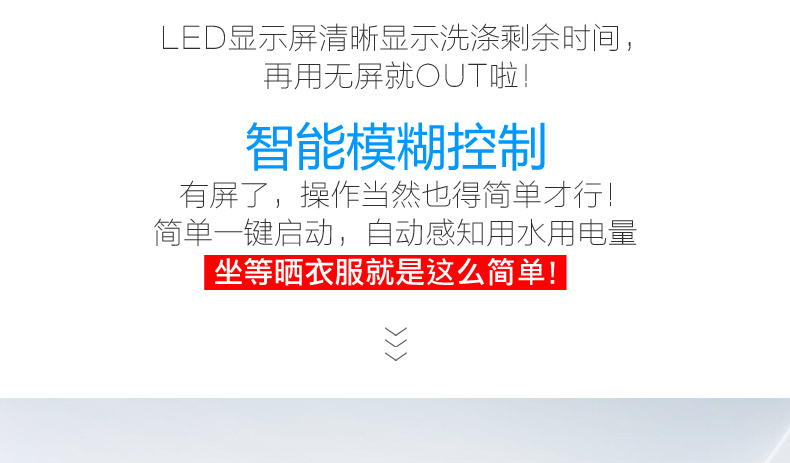 LED显示屏清晰显示洗涤剩余时间，
再用无屏就OUT啦！
智能模糊控制
有屏了，操作当然也得简单才行！
简单一键启动，自动感知用水用电量
坐等晒衣服就是这么简单!